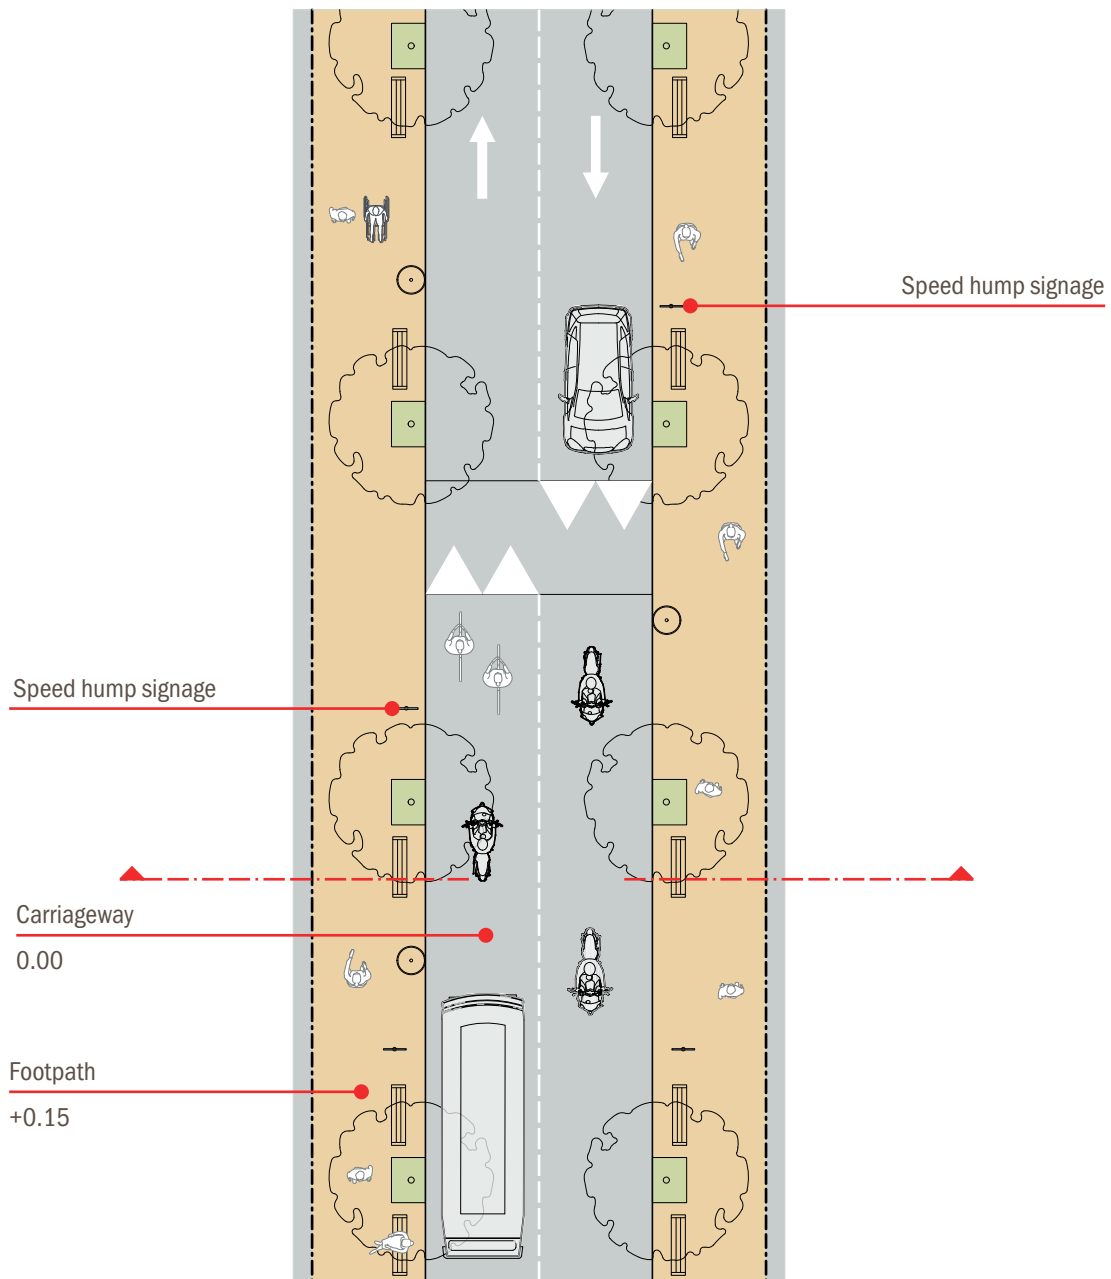 Speed hump signage
Speed hump signage
Carriageway
0.00
Footpath
+0.15